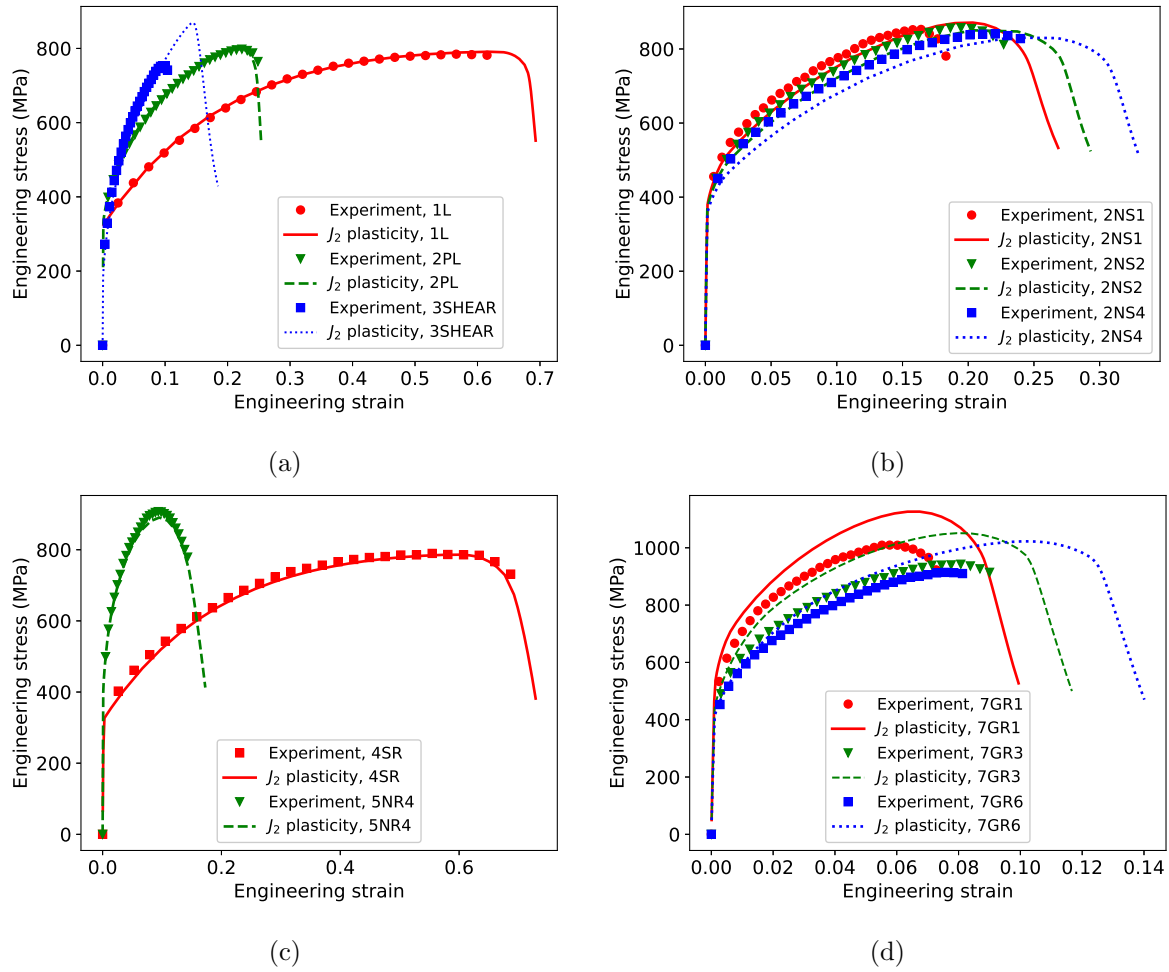 800
600
400
200
0
Engineering stress (MPa)
Experiment, 1L
J₂ plasticity, 1L
Experiment, 2PL
J₂ plasticity, 2PL
Experiment, 3SHEAR
J₂ plasticity, 3SHEAR
0.0 0.1 0.2 0.3 0.4 0.5 0.6 0.7
Engineering strain
(a)
800
600
400
200
0
Engineering stress (MPa)
Experiment, 2NS1
J₂ plasticity, 2NS1
Experiment, 2NS2
J₂ plasticity, 2NS2
Experiment, 2NS4
J₂ plasticity, 2NS4
0.00 0.05 0.10 0.15 0.20 0.25 0.30
Engineering strain
(b)
800
600
400
200
0
Engineering stress (MPa)
Experiment, 4SR
J₂ plasticity, 4SR
Experiment, 5NR4
J₂ plasticity, 5NR4
0.0 0.2 0.4 0.6
Engineering strain
(c)
1000
800
600
400
200
0
Engineering stress (MPa)
Experiment, 7GR1
J₂ plasticity, 7GR1
Experiment, 7GR3
J₂ plasticity, 7GR3
Experiment, 7GR6
J₂ plasticity, 7GR6
0.00 0.02 0.04 0.06 0.08 0.10 0.12 0.14
Engineering strain
(d)